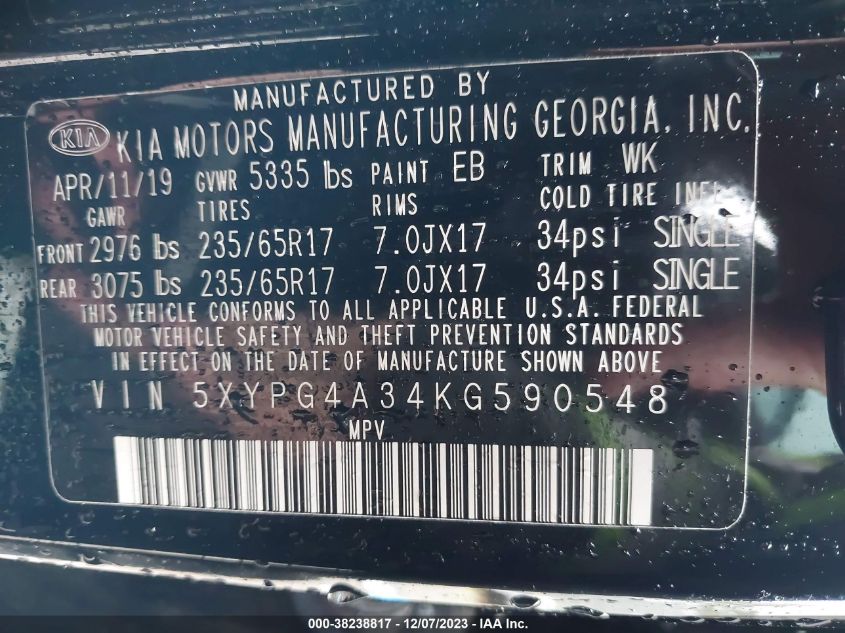 MANUFACTURED BY
KIA KIA MOTORS MANUFACTURING GEORGIA, INC.
APR/11/19 GVWR 5335 lbs PAINT EB TRIM WK
GAWR TIRES RIMS COLD TIRE INFL
FRONT 2976 lbs 235/65R17 7.0JX17 34psi SINGLE
REAR 3075 lbs 235/65R17 7.0JX17 34psi SINGLE
THIS VEHICLE CONFORMS TO ALL APPLICABLE U.S.A. FEDERAL
MOTOR VEHICLE SAFETY AND THEFT PREVENTION STANDARDS
IN EFFECT ON THE DATE OF MANUFACTURE SHOWN ABOVE
VIN 5XYPG4A34KG590548
MPV
000-38238817 - 12/07/2023 - IAA Inc.